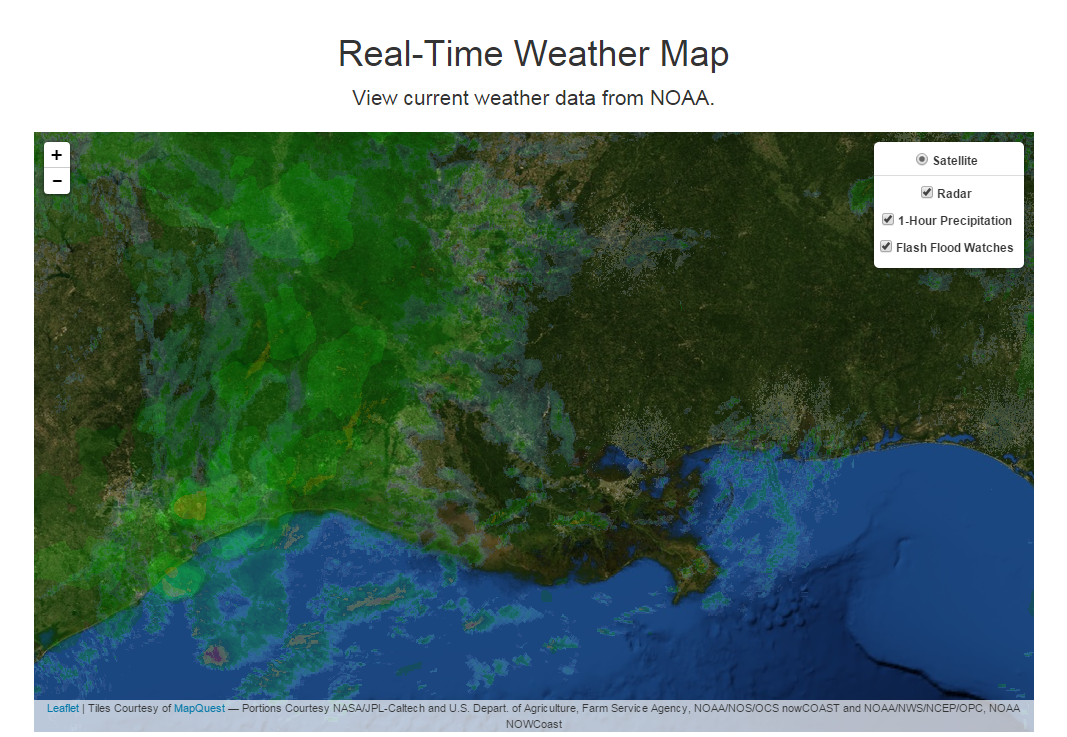 Real-Time Weather Map
View current weather data from NOAA.
+
−
Satellite
Radar
1-Hour Precipitation
Flash Flood Watches
Leaflet | Tiles Courtesy of MapQuest — Portions Courtesy NASA/JPL-Caltech and U.S. Depart. of Agriculture, Farm Service Agency, NOAA/NOS/OCS nowCOAST and NOAA/NWS/NCEP/OPC, NOAA
NOWCoast